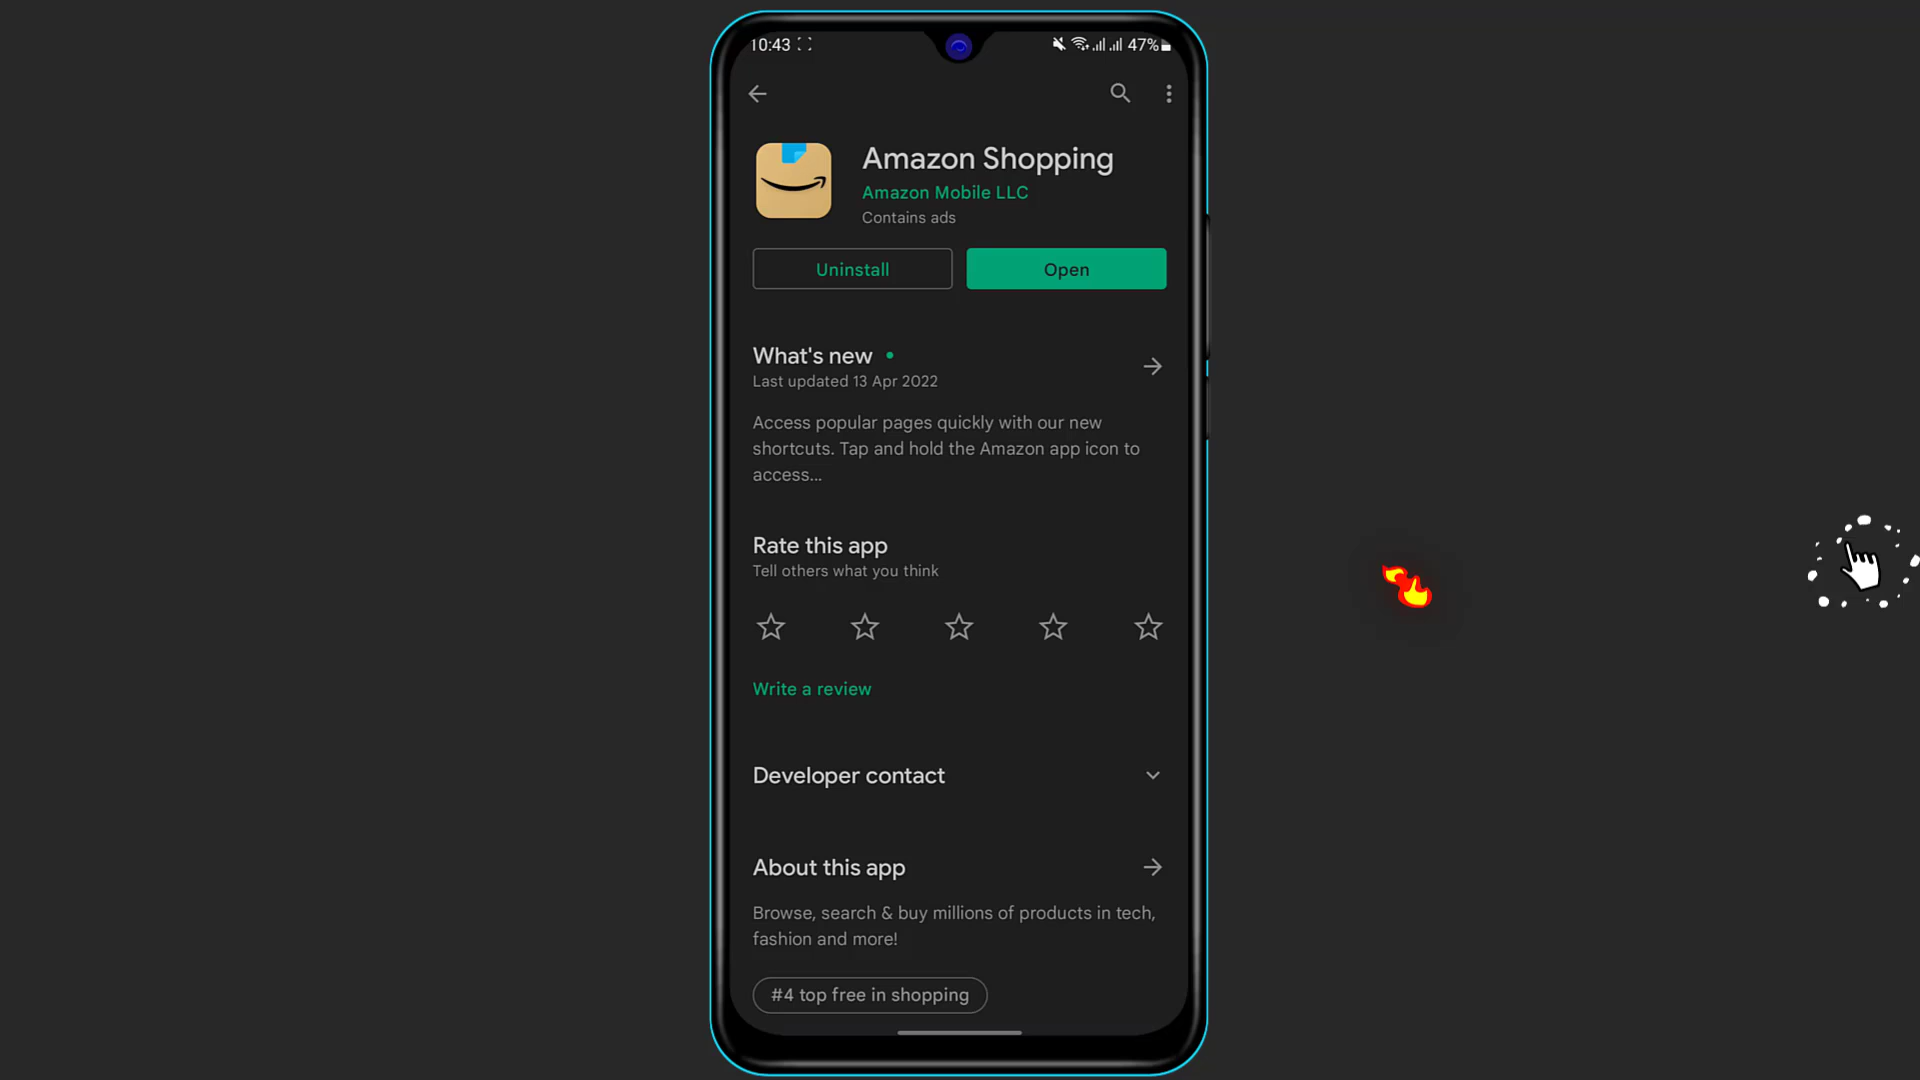 10:43
47%
Amazon Shopping
Amazon Mobile LLC
Contains ads
Uninstall
Open
What's new
Last updated 13 Apr 2022
Access popular pages quickly with our new
shortcuts. Tap and hold the Amazon app icon to
access...
Rate this app
Tell others what you think
Write a review
Developer contact
About this app
Browse, search & buy millions of products in tech,
fashion and more!
#4 top free in shopping